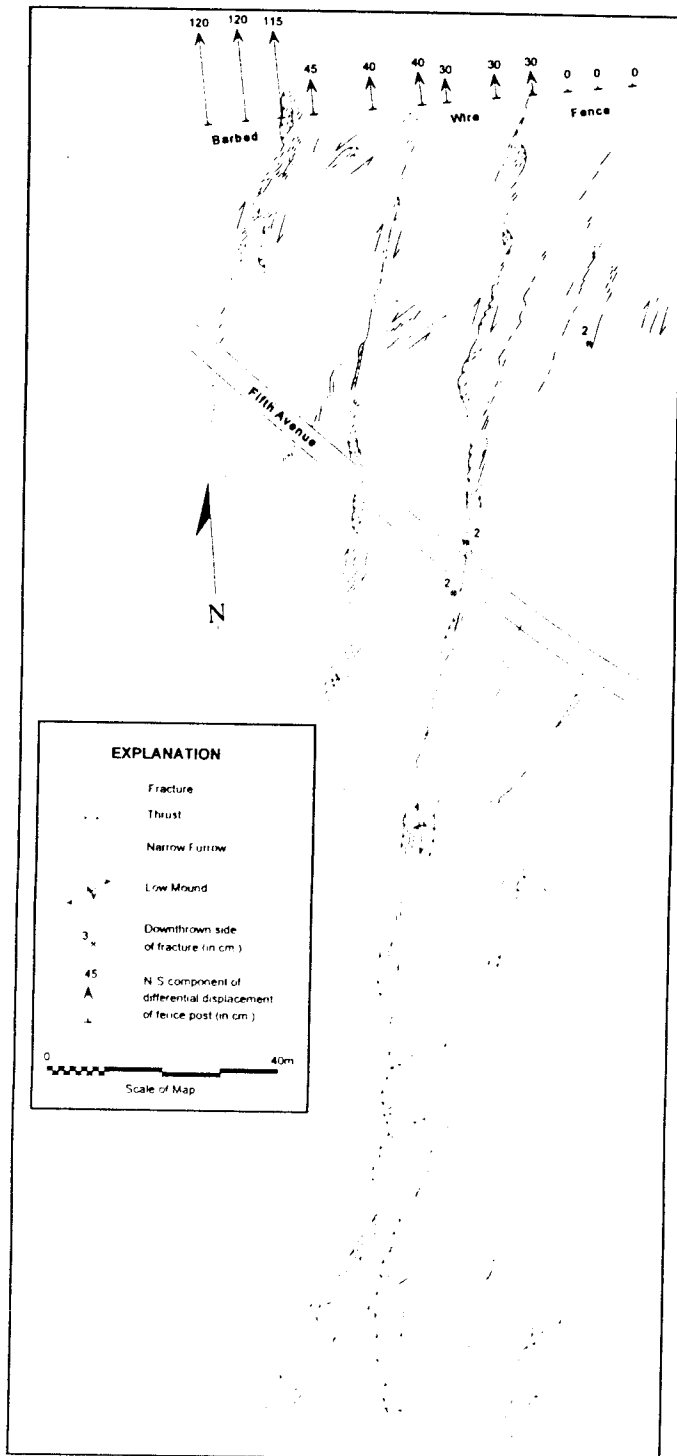 120 120 115 45 40 40 30 30 30 0 0 0
Barbed Wire Fence
2
Fifth Avenue
2
2
N
4
EXPLANATION
Fracture
Thrust
Narrow Furrow
Low Mound
3 Downthrown side
of fracture (in cm)
45 N S component of
differential displacement
of fence post (in cm)
0 40m
Scale of Map